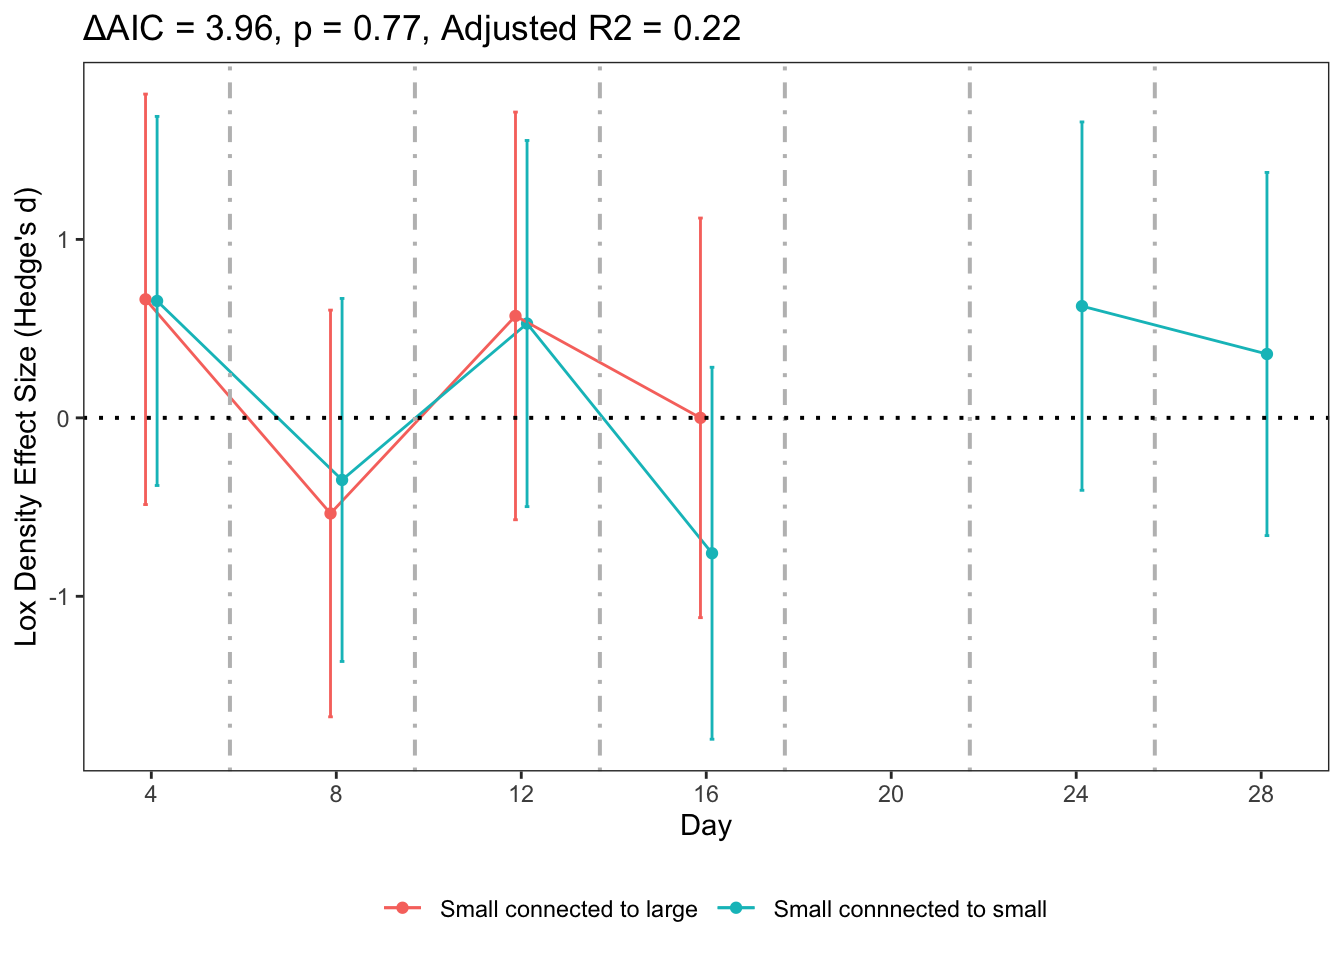 ΔAIC = 3.96, p = 0.77, Adjusted R2 = 0.22
Lox Density Effect Size (Hedge's d)
1
0
-1
4 8 12 16 20 24 28
Day
Small connected to large Small connnected to small